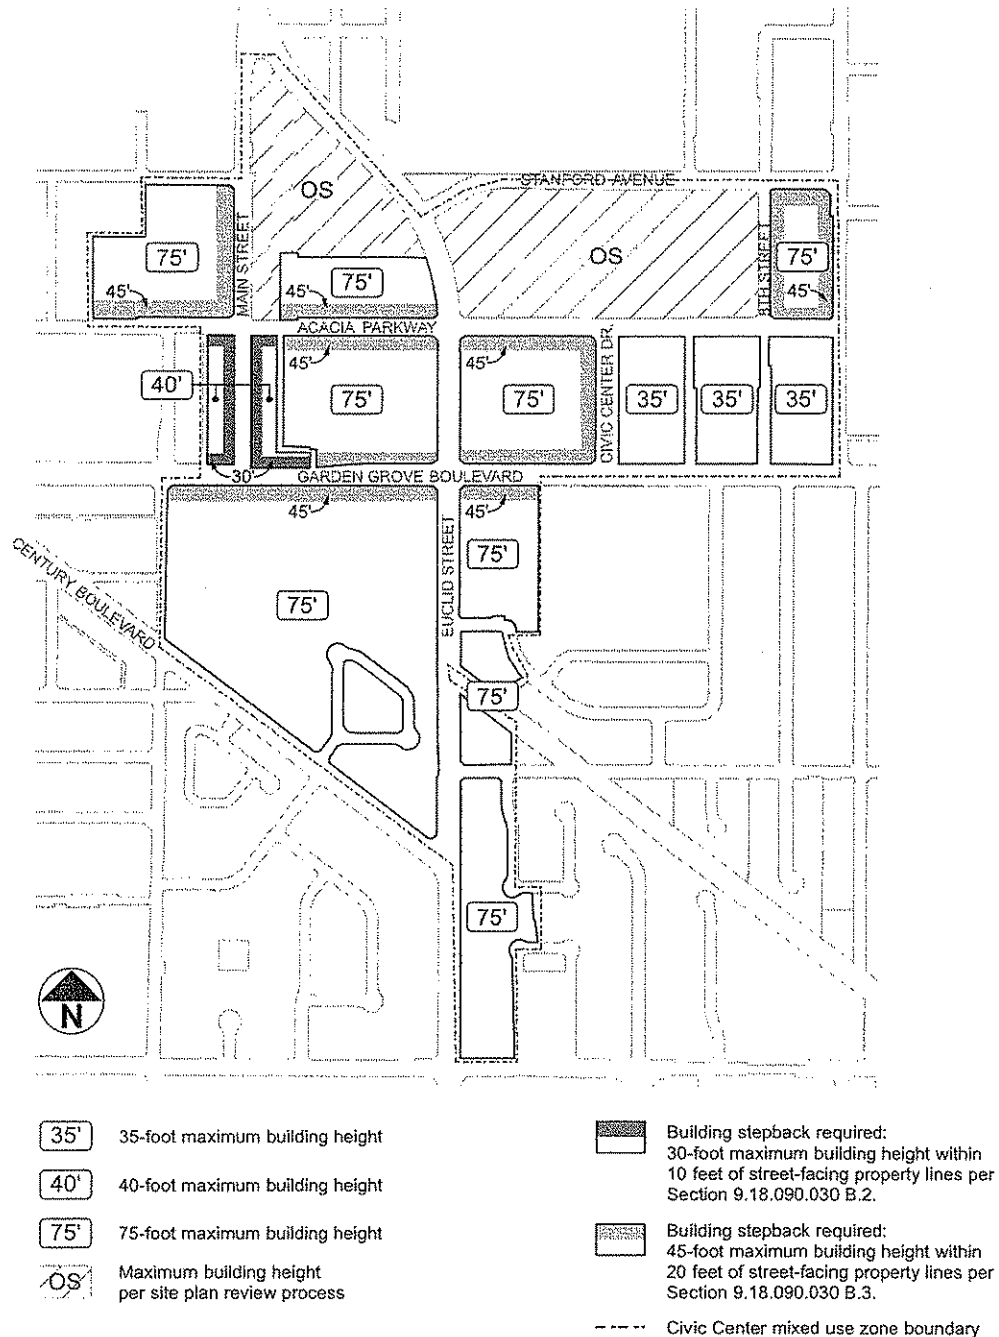 OS
STANFORD AVENUE
MAIN STREET
75'
45'
75'
45'
OS
8TH STREET
75'
45'
ACACIA PARKWAY
40'
45'
75'
45'
75'
CIVIC CENTER DR.
35'
35'
35'
30'
GARDEN GROVE BOULEVARD
45'
45'
75'
EUCLID STREET
CENTURY BOULEVARD
75'
75'
75'
N
35' 35-foot maximum building height
40' 40-foot maximum building height
75' 75-foot maximum building height
OS Maximum building height
per site plan review process
Building stepback required:
30-foot maximum building height within
10 feet of street-facing property lines per
Section 9.18.090.030 B.2.
Building stepback required:
45-foot maximum building height within
20 feet of street-facing property lines per
Section 9.18.090.030 B.3.
Civic Center mixed use zone boundary